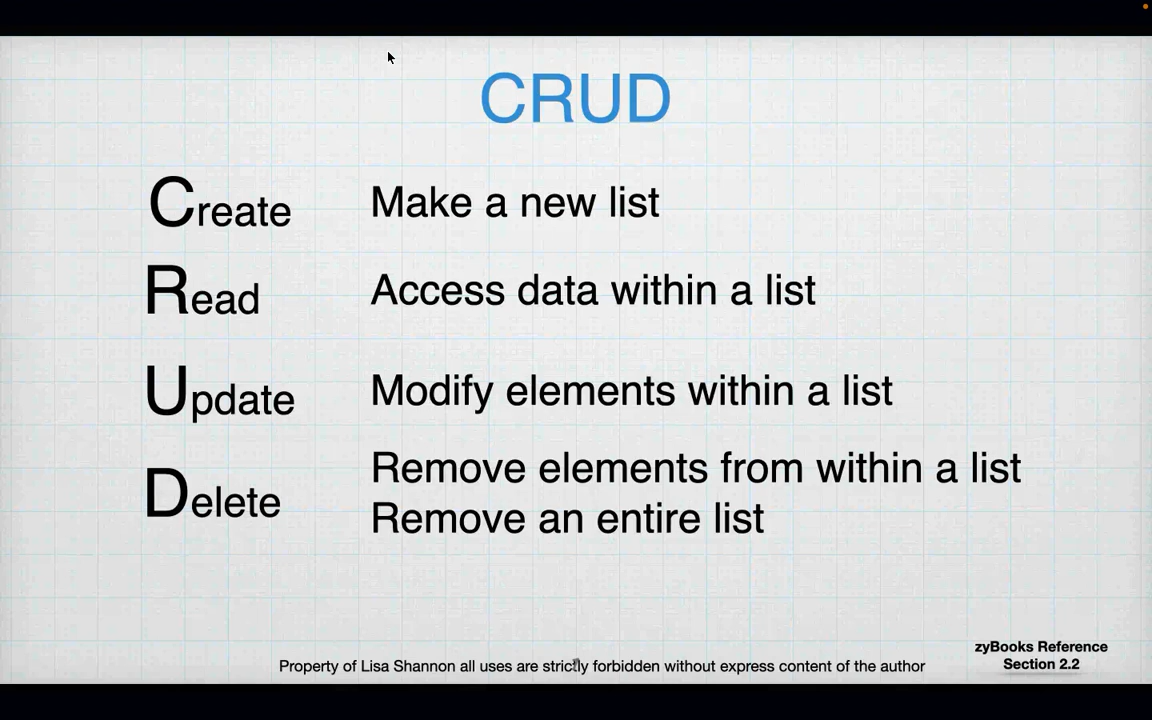 CRUD
Create Make a new list
Read Access data within a list
Update Modify elements within a list
Delete Remove elements from within a list
Remove an entire list
zyBooks Reference
Section 2.2
Property of Lisa Shannon all uses are strictly forbidden without express content of the author